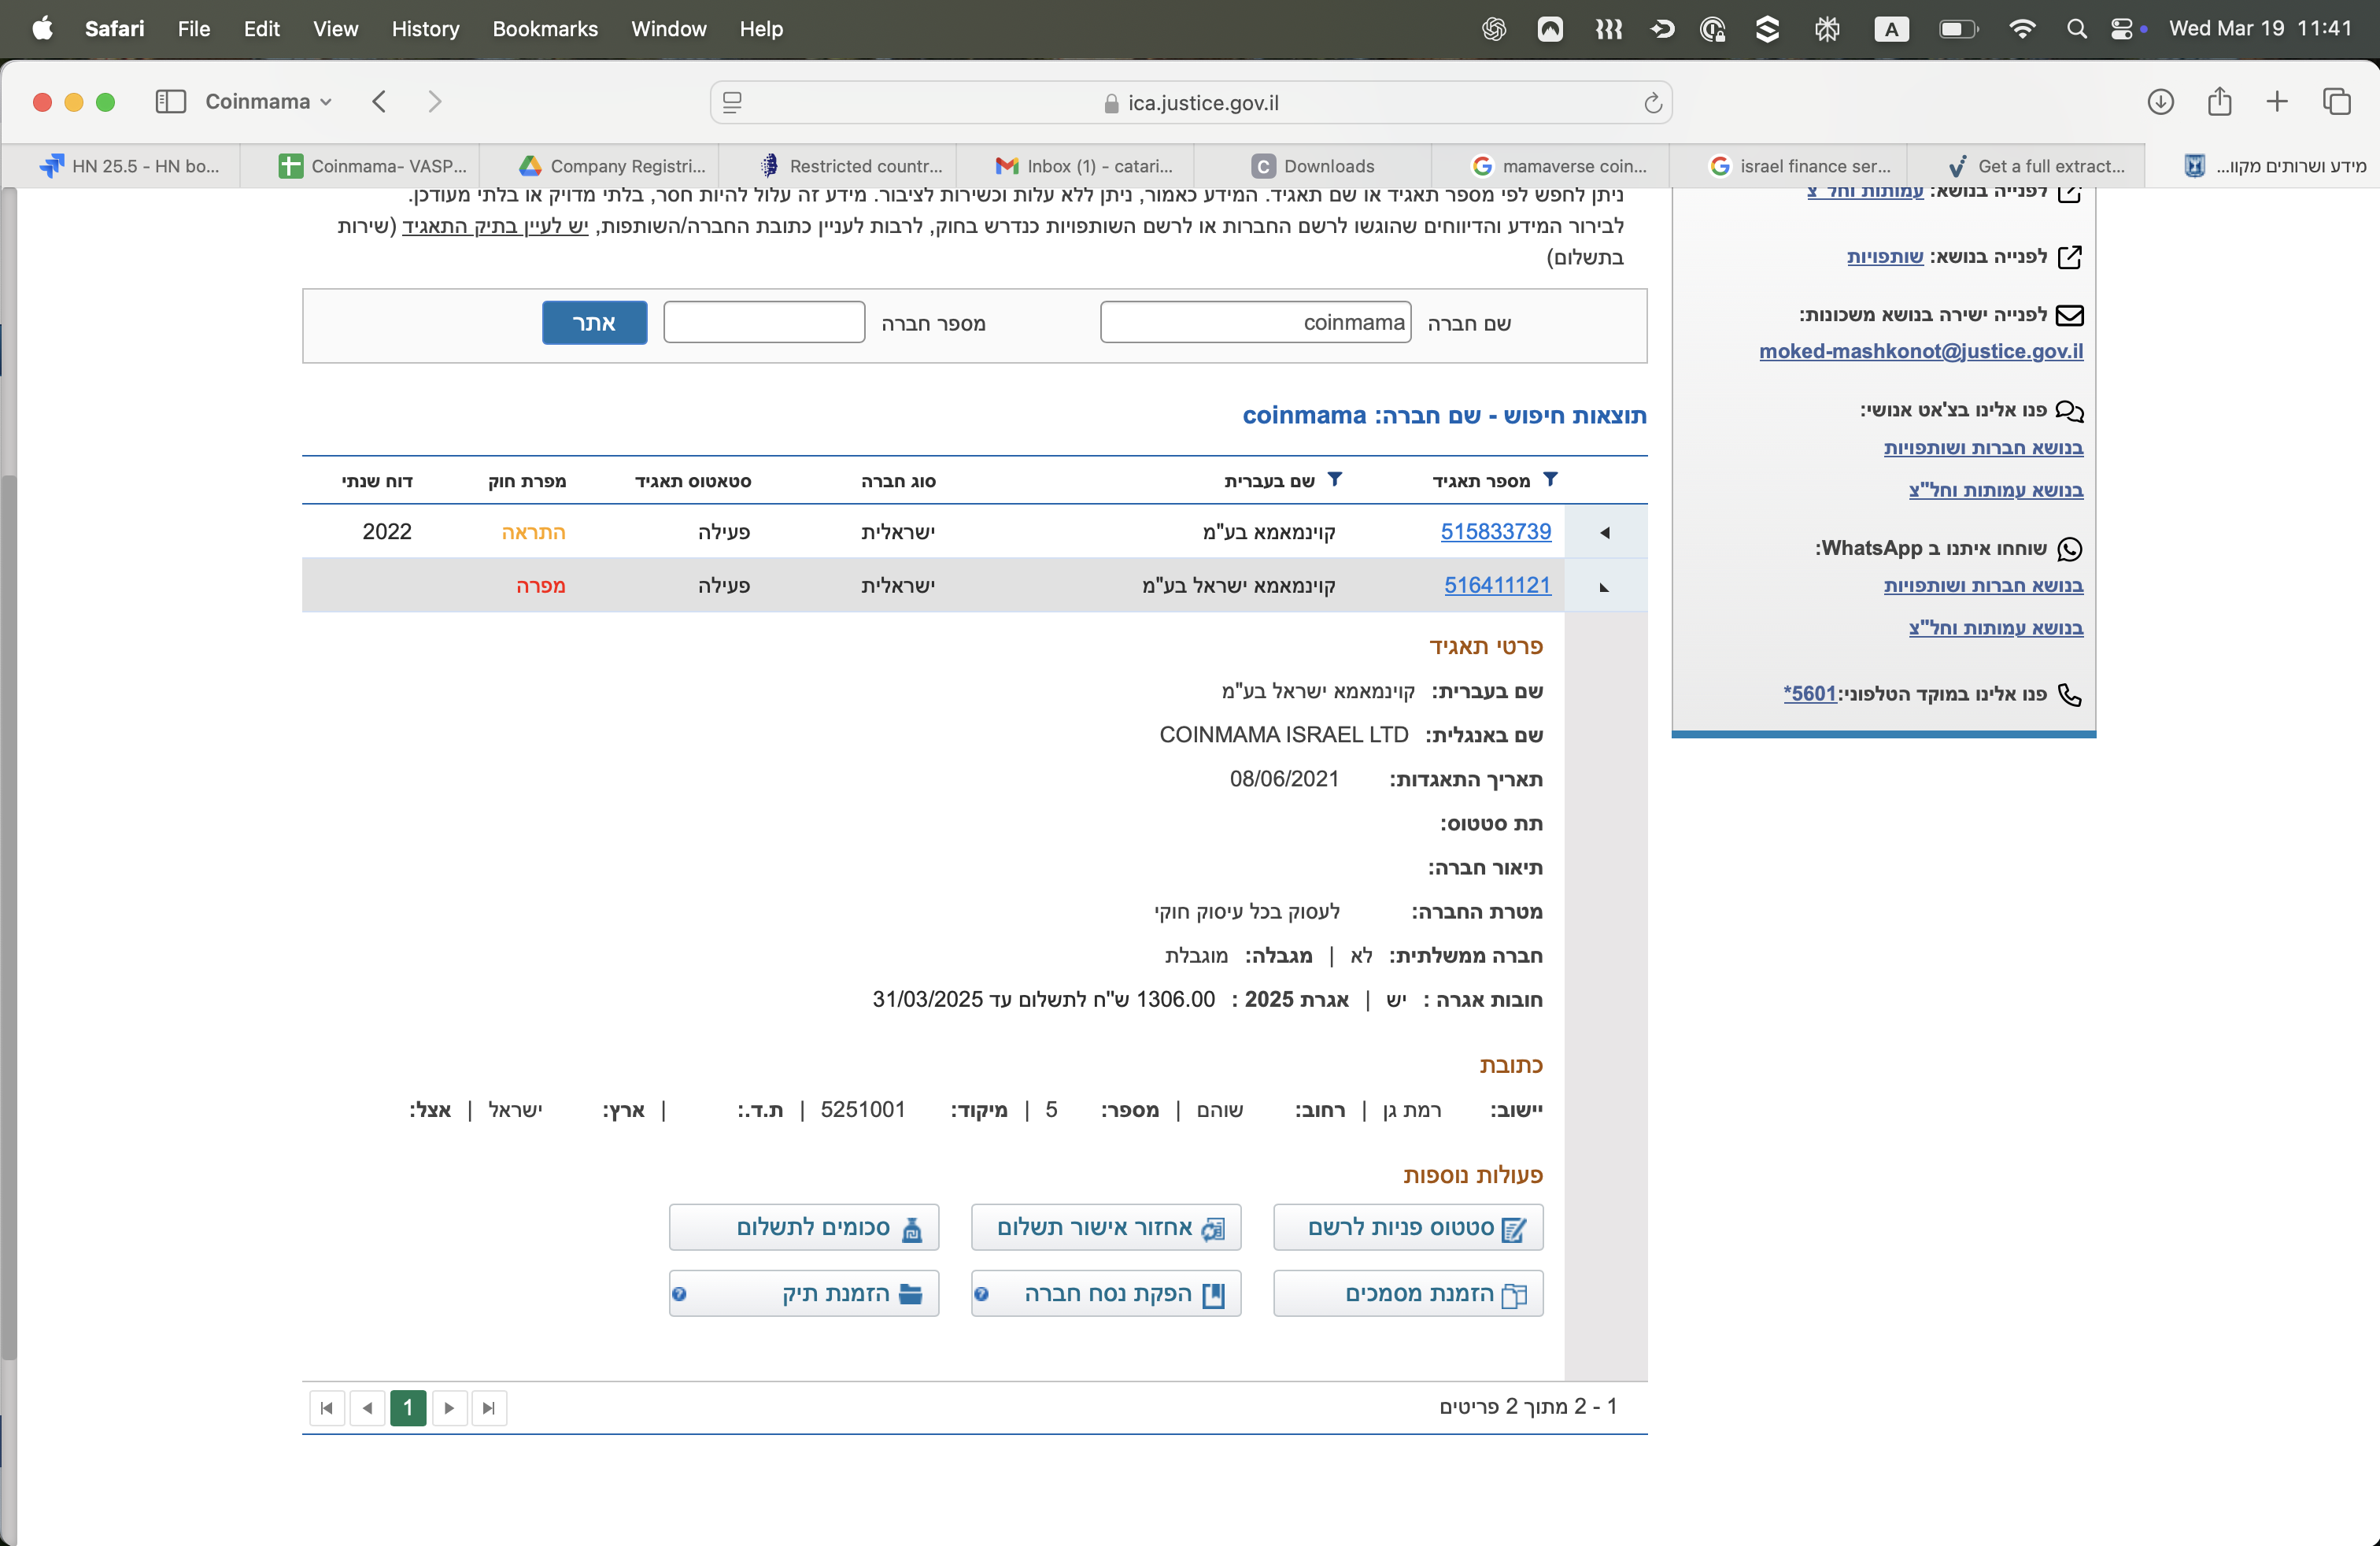 Safari File Edit View History Bookmarks Window Help A Wed Mar 19 11:41
Coinmama ica.justice.gov.il
HN 25.5 - HN bo... Coinmama- VASP... Company Registri... Restricted countr... Inbox (1) - catari... C Downloads mamaverse coin... israel finance ser... Get a full extract... מידע ושרותים מקוו...
ניתן לחפש לפי מספר תאגיד או שם תאגיד. המידע כאמור, ניתן ללא עלות וכשירות לציבור. מידע זה עלול להיות חסר, בלתי מדויק או בלתי מעודכן.
לבירור המידע והדיווחים שהוגשו לרשם החברות או לרשם השותפויות כנדרש בחוק, לרבות לעניין כתובת החברה/השותפות, יש לעיין בתיק התאגיד (שירות
בתשלום)
שם חברה coinmama מספר חברה אתר
תוצאות חיפוש - שם חברה: coinmama
מספר תאגיד שם בעברית סוג חברה סטאטוס תאגיד מפרת חוק דוח שנתי
515833739 קוינמאמא בע"מ ישראלית פעילה התראה 2022
516411121 קוינמאמא ישראל בע"מ ישראלית פעילה מפרה
פרטי תאגיד
שם בעברית: קוינמאמא ישראל בע"מ
שם באנגלית: COINMAMA ISRAEL LTD
תאריך התאגדות: 08/06/2021
תת סטטוס:
תיאור חברה:
מטרת החברה: לעסוק בכל עיסוק חוקי
חברה ממשלתית: לא | מגבלה: מוגבלת
חובות אגרה : יש | אגרת 2025 : 1306.00 ש"ח לתשלום עד 31/03/2025
כתובת
יישוב: רמת גן | רחוב: שוהם | מספר: 5 | מיקוד: 5251001 | ת.ד.: | ארץ: ישראל | אצל:
פעולות נוספות
סטטוס פניות לרשם אחזור אישור תשלום סכומים לתשלום
הזמנת מסמכים הפקת נסח חברה הזמנת תיק
1 - 2 מתוך 2 פריטים 1
לפנייה בנושא: עמותות וחל"צ
לפנייה בנושא: שותפויות
לפנייה ישירה בנושא משכונות:
moked-mashkonot@justice.gov.il
פנו אלינו בצ'אט אנושי:
בנושא חברות ושותפויות
בנושא עמותות וחל"צ
שוחחו איתנו ב WhatsApp:
בנושא חברות ושותפויות
בנושא עמותות וחל"צ
פנו אלינו במוקד הטלפוני:5601*